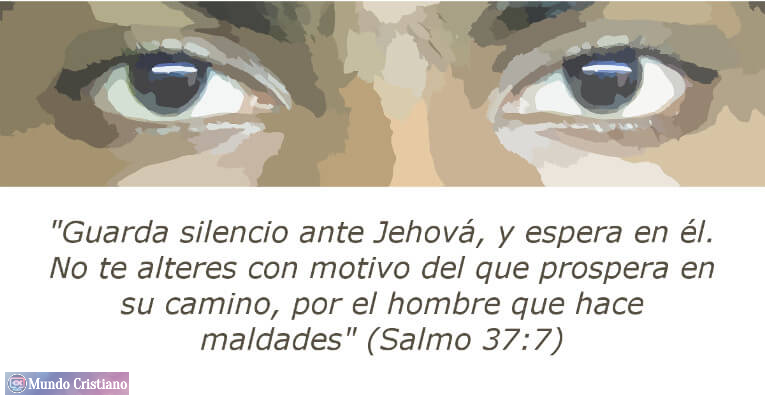 "Guarda silencio ante Jehová, y espera en él.
No te alteres con motivo del que prospera en
su camino, por el hombre que hace
maldades" (Salmo 37:7)
Mundo Cristiano